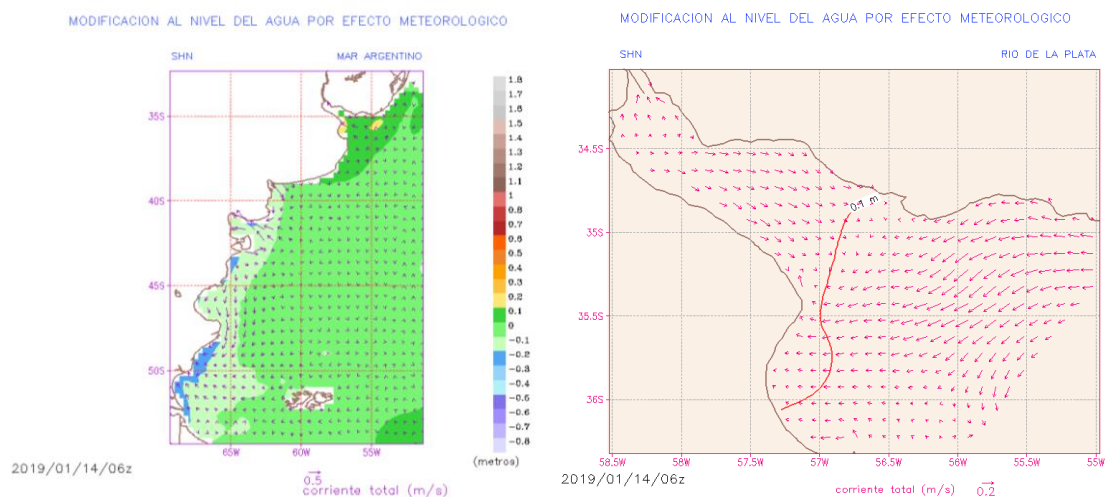 MODIFICACION AL NIVEL DEL AGUA POR EFECTO METEOROLOGICO
SHN
MAR ARGENTINO
35S
40S
45S
50S
65W
60W
55W
1.8
1.7
1.6
1.5
1.4
1.3
1.2
1.1
1
0.9
0.8
0.7
0.6
0.5
0.4
0.3
0.2
0.1
0
-0.1
-0.2
-0.3
-0.4
-0.5
-0.6
-0.7
-0.8
(metros)
2019/01/14/06z
0.5
corriente total (m/s)
MODIFICACION AL NIVEL DEL AGUA POR EFECTO METEOROLOGICO
SHN
RIO DE LA PLATA
34.5S
35S
35.5S
36S
0.1 m
58.5W
58W
57.5W
57W
56.5W
56W
55.5W
55W
2019/01/14/06z
corriente total (m/s)
0.2